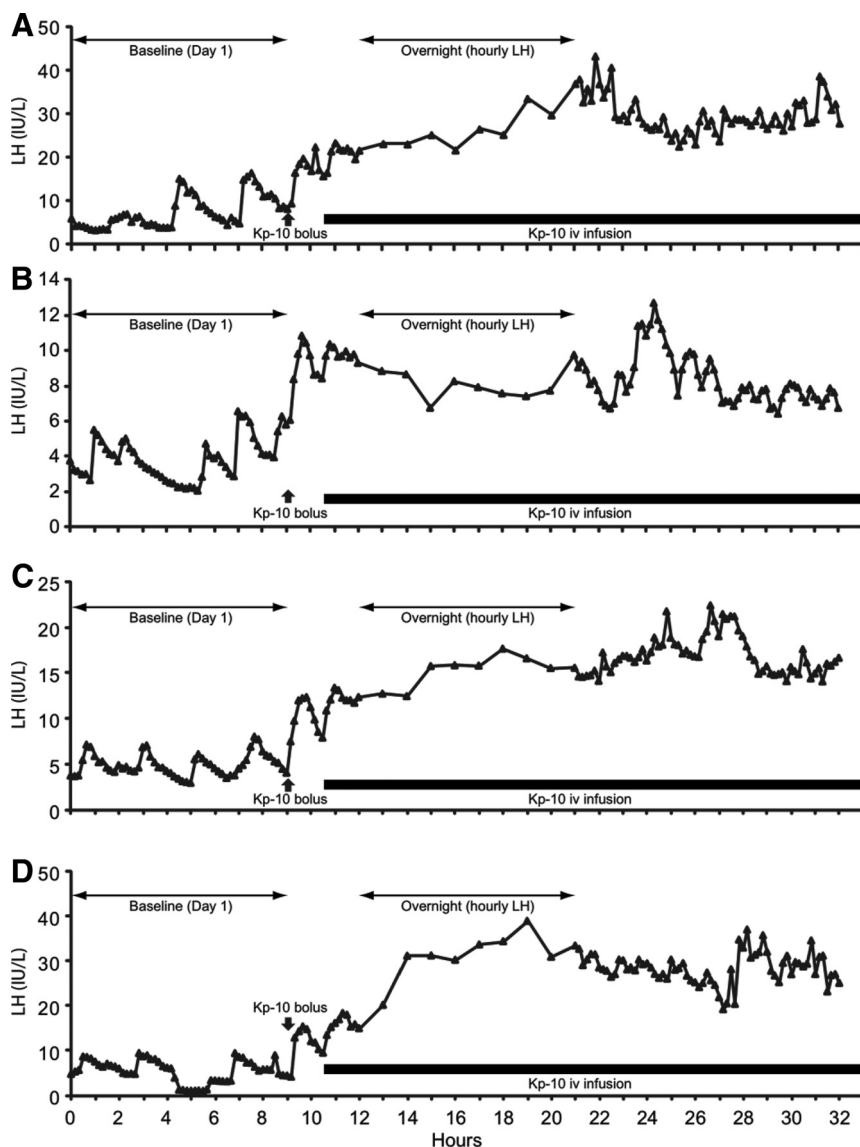 A
50
40
30
20
10
0
LH (IU/L)
Baseline (Day 1)
Overnight (hourly LH)
Kp-10 bolus
Kp-10 iv infusion
B
14
12
10
8
6
4
2
0
LH (IU/L)
Baseline (Day 1)
Overnight (hourly LH)
Kp-10 bolus
Kp-10 iv infusion
C
25
20
15
10
5
0
LH (IU/L)
Baseline (Day 1)
Overnight (hourly LH)
Kp-10 bolus
Kp-10 iv infusion
D
50
40
30
20
10
0
LH (IU/L)
Baseline (Day 1)
Overnight (hourly LH)
Kp-10 bolus
Kp-10 iv infusion
0 2 4 6 8 10 12 14 16 18 20 22 24 26 28 30 32
Hours